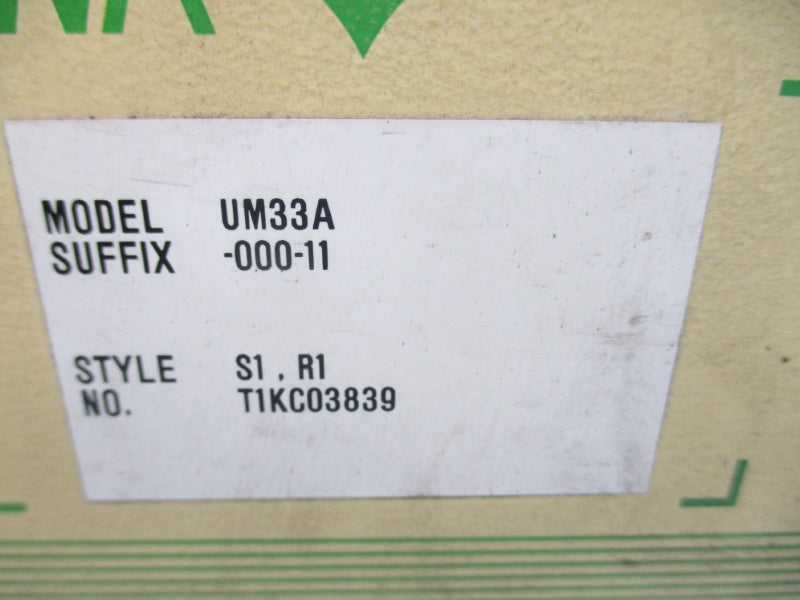 MODEL UM33A
SUFFIX -000-11
STYLE S1 , R1
NO. T1KC03839